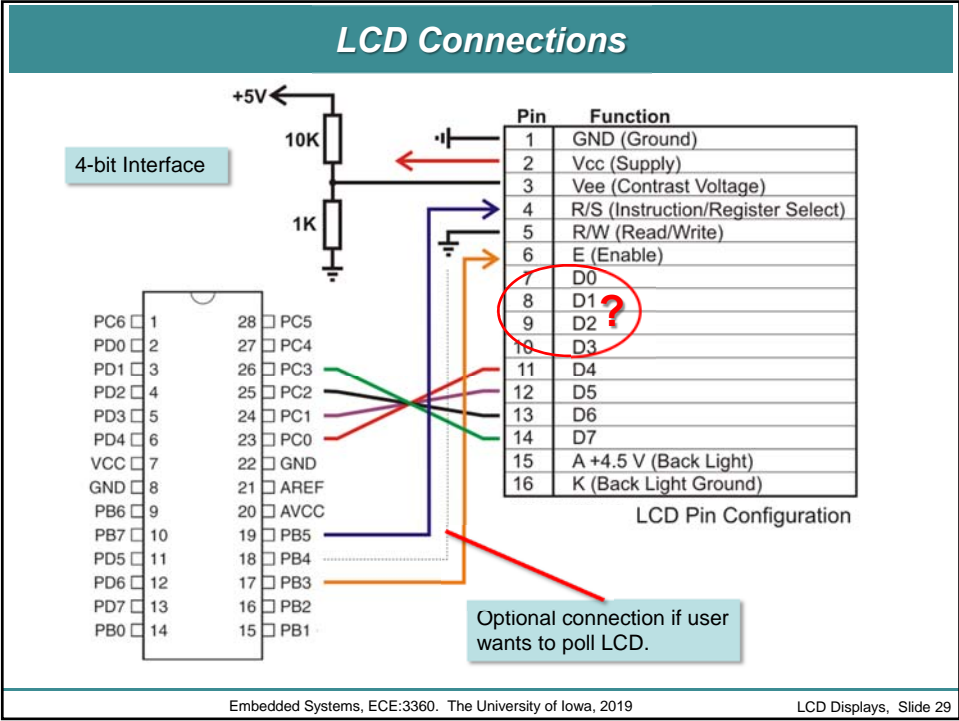 LCD Connections
+5V
10K
1K
4-bit Interface
Pin Function
1 GND (Ground)
2 Vcc (Supply)
3 Vee (Contrast Voltage)
4 R/S (Instruction/Register Select)
5 R/W (Read/Write)
6 E (Enable)
7 D0
8 D1 ?
9 D2
10 D3
11 D4
12 D5
13 D6
14 D7
15 A +4.5 V (Back Light)
16 K (Back Light Ground)
LCD Pin Configuration
PC6 1 28 PC5
PD0 2 27 PC4
PD1 3 26 PC3
PD2 4 25 PC2
PD3 5 24 PC1
PD4 6 23 PC0
VCC 7 22 GND
GND 8 21 AREF
PB6 9 20 AVCC
PB7 10 19 PB5
PD5 11 18 PB4
PD6 12 17 PB3
PD7 13 16 PB2
PB0 14 15 PB1
Optional connection if user
wants to poll LCD.
Embedded Systems, ECE:3360. The University of Iowa, 2019
LCD Displays, Slide 29